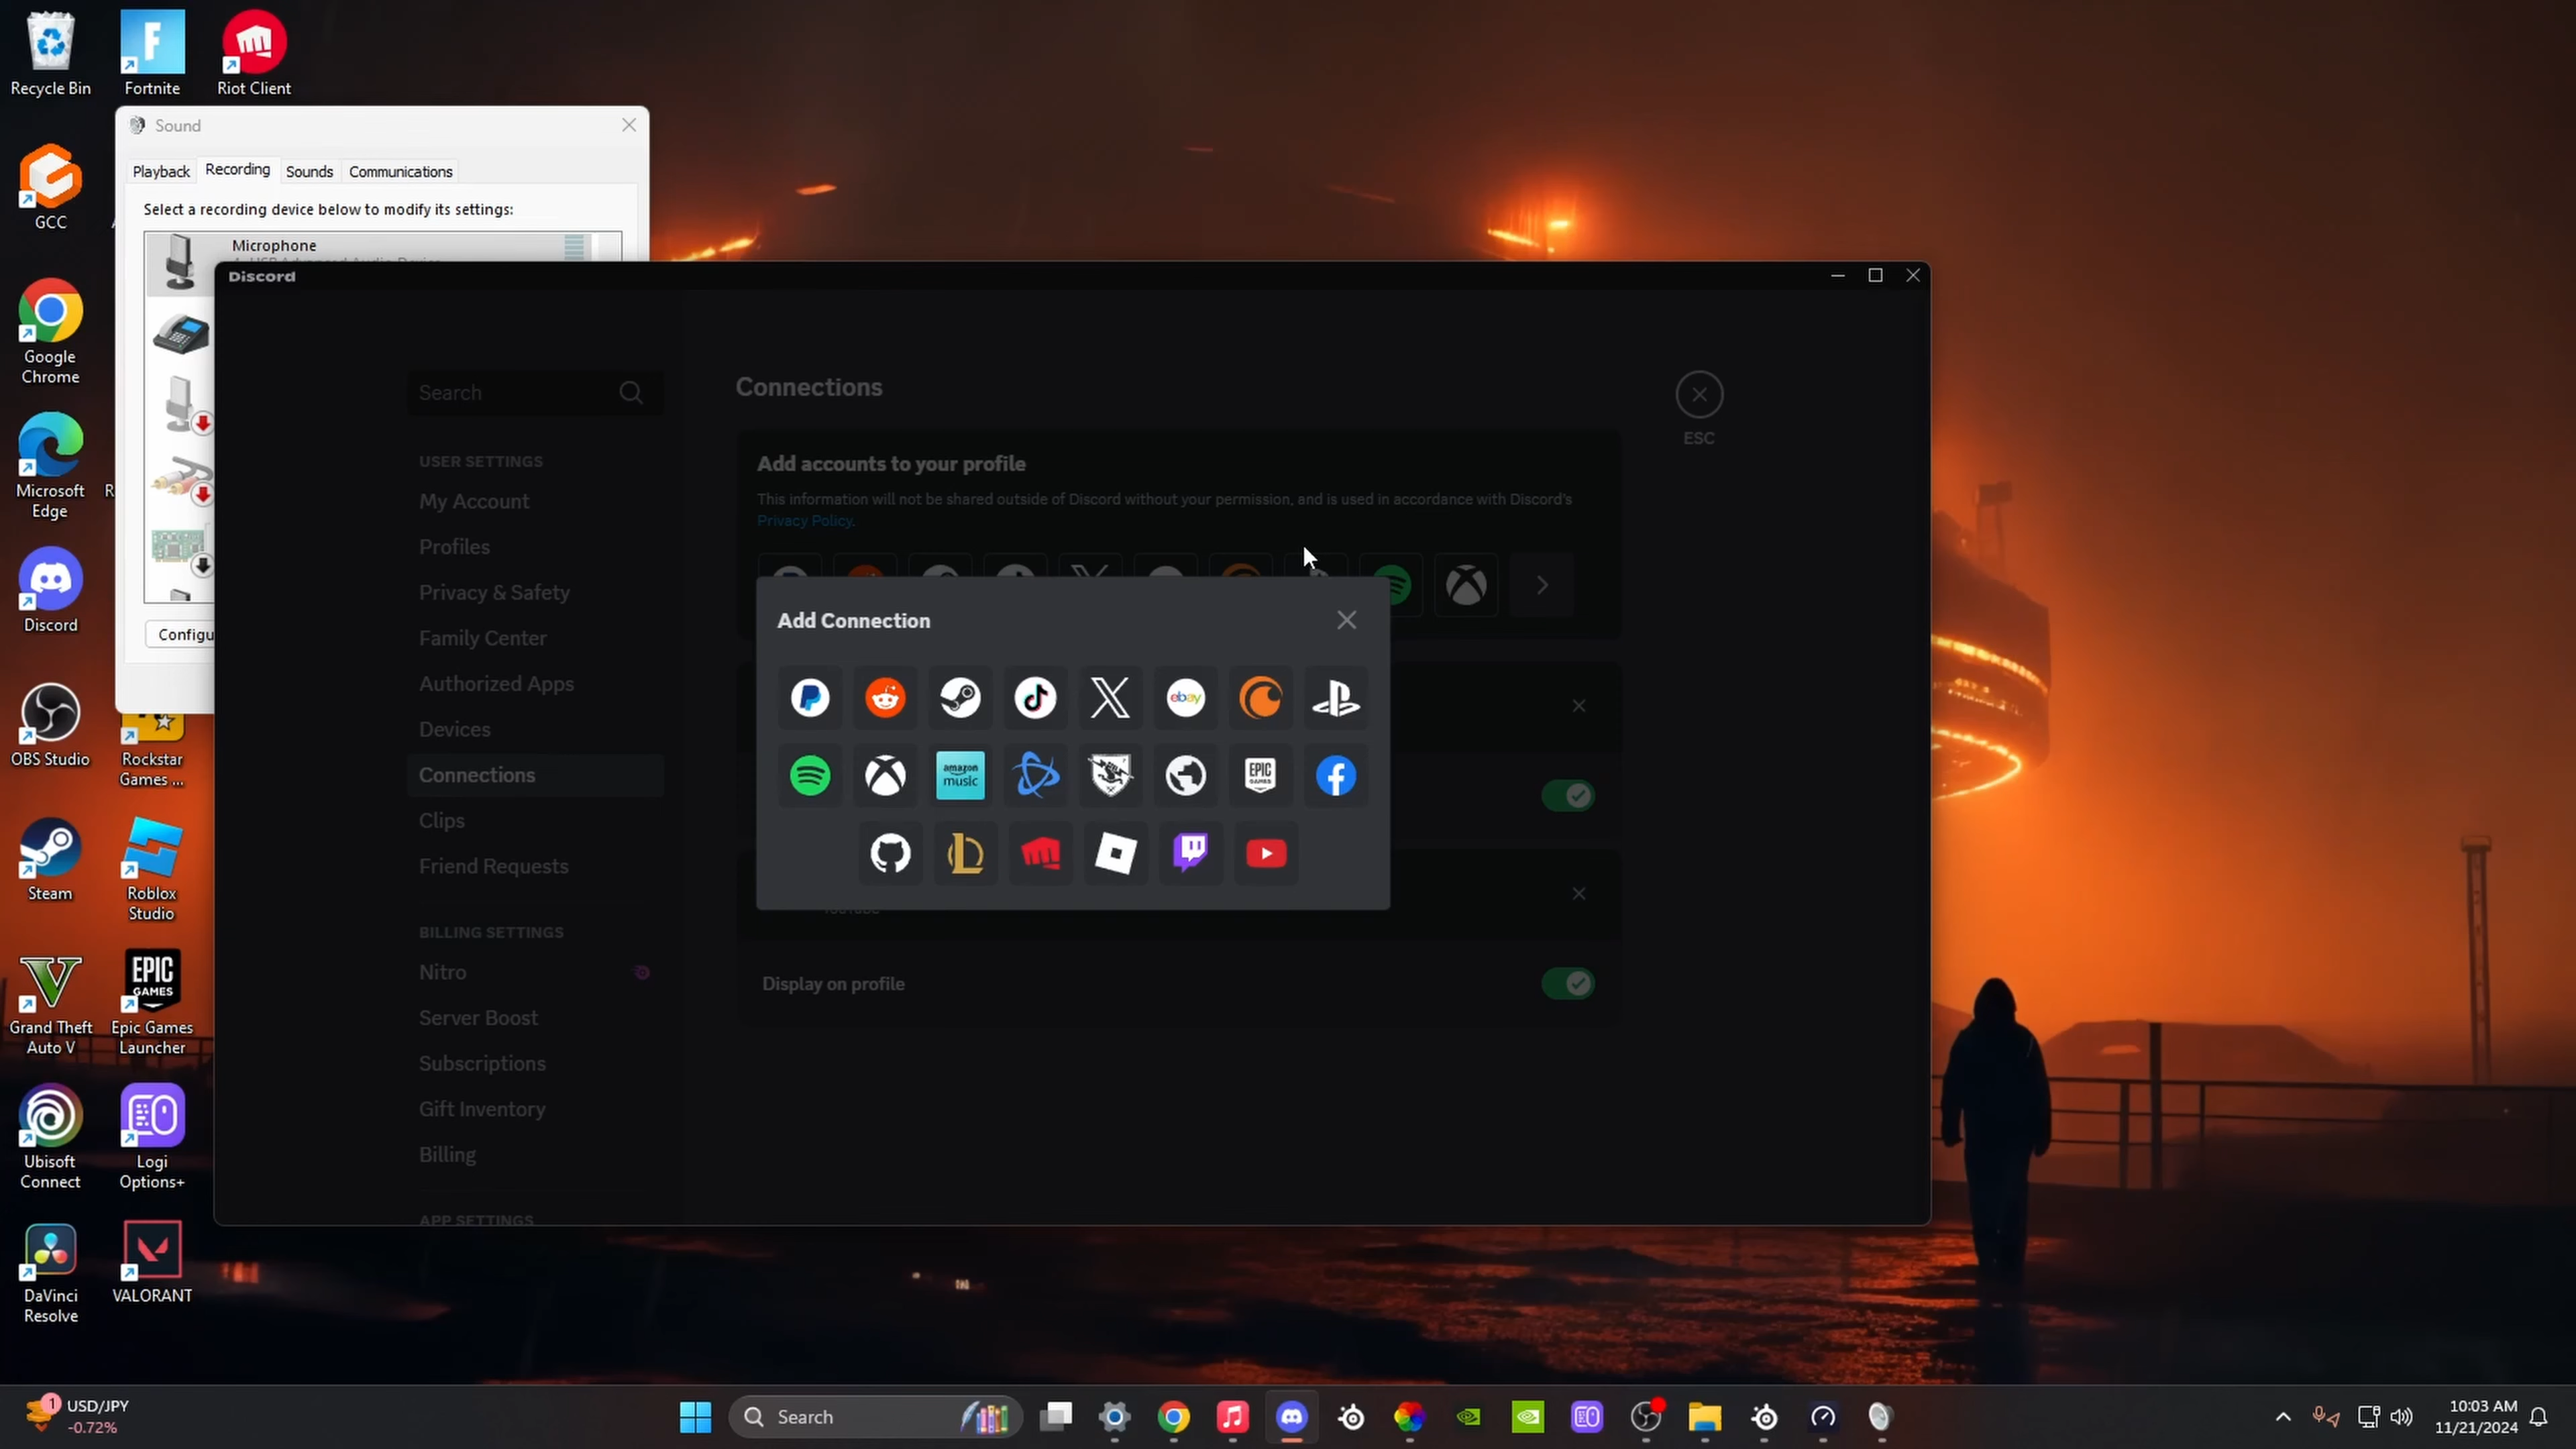 Recycle Bin
Fortnite
Riot Client
GCC
Google
Chrome
Microsoft
Edge
Discord
OBS Studio
Rockstar
Games ...
Steam
Roblox
Studio
Grand Theft
Auto V
EPIC
GAMES
Epic Games
Launcher
Ubisoft
Connect
Logi
Options+
DaVinci
Resolve
VALORANT
Sound
Playback
Recording
Sounds
Communications
Select a recording device below to modify its settings:
Microphone
Configu
Discord
Search
USER SETTINGS
My Account
Profiles
Privacy & Safety
Family Center
Authorized Apps
Devices
Connections
Clips
Friend Requests
BILLING SETTINGS
Nitro
Server Boost
Subscriptions
Gift Inventory
Billing
APP SETTINGS
Connections
ESC
Add accounts to your profile
This information will not be shared outside of Discord without your permission, and is used in accordance with Discord's
Privacy Policy.
Add Connection
ebay
amazon
music
EPIC
GAMES
Display on profile
1
USD/JPY
-0.72%
Search
10:03 AM
11/21/2024